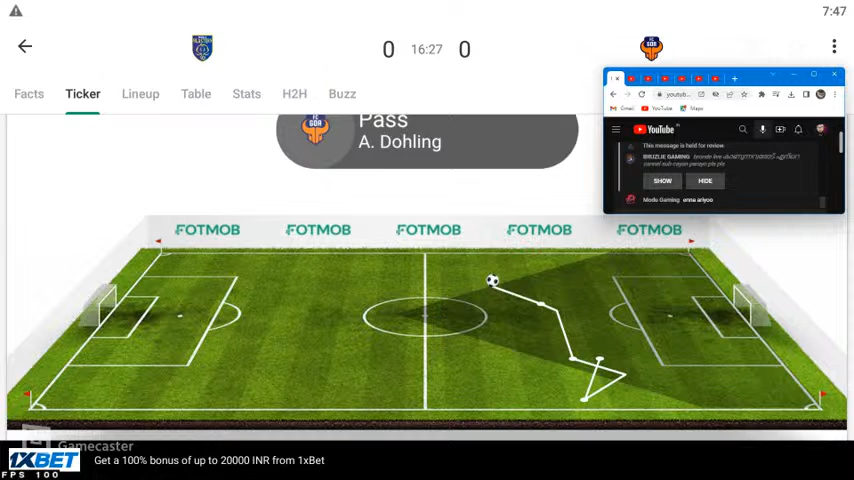 7:47
0 16:27 0
Facts Ticker Lineup Table Stats H2H Buzz
Pass
A. Dohling
Gmail YouTube Maps
YouTube
This message is held for review.
BRUZLIE GAMING
SHOW HIDE
Modu Gaming enna ariyoo
FOTMOB FOTMOB FOTMOB FOTMOB FOTMOB
Gamecaster
1XBET Get a 100% bonus of up to 20000 INR from 1xBet
FPS 100